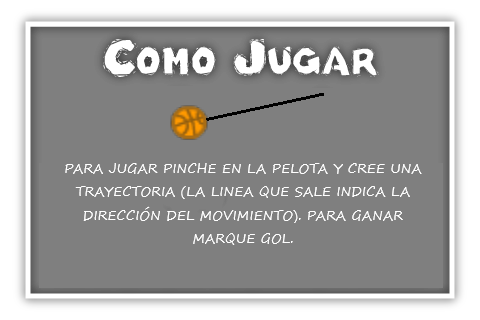 COMO JUGAR
PARA JUGAR PINCHE EN LA PELOTA Y CREE UNA
TRAYECTORIA (LA LINEA QUE SALE INDICA LA
DIRECCIÓN DEL MOVIMIENTO). PARA GANAR
MARQUE GOL.